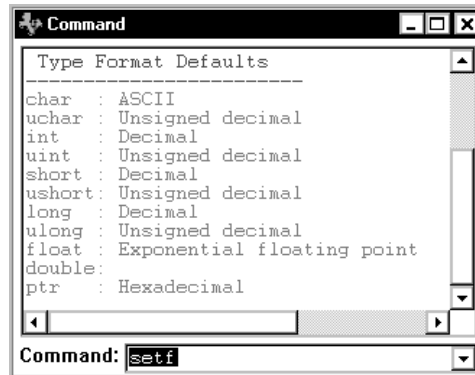 Command
Type Format Defaults
------------------------
char : ASCII
uchar : Unsigned decimal
int : Decimal
uint : Unsigned decimal
short : Decimal
ushort: Unsigned decimal
long : Decimal
ulong : Unsigned decimal
float : Exponential floating point
double:
ptr : Hexadecimal
Command: setf